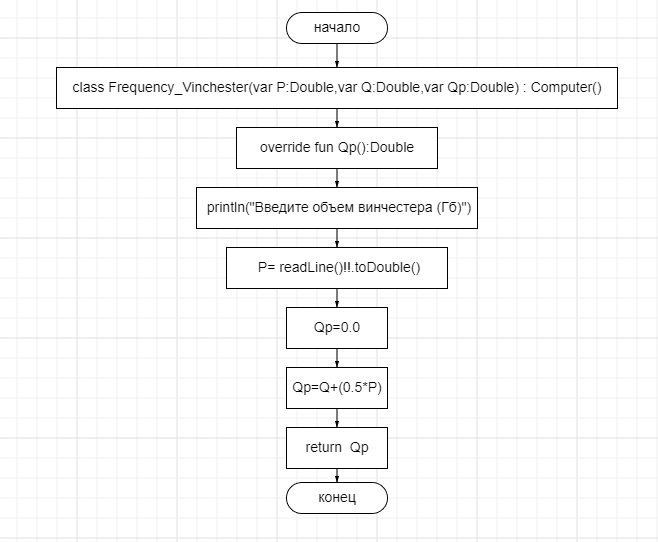 начало
class Frequency_Vinchester(var P:Double,var Q:Double,var Qp:Double) : Computer()
override fun Qp():Double
println("Введите объем винчестера (Гб)")
P= readLine()!!.toDouble()
Qp=0.0
Qp=Q+(0.5*P)
return  Qp
конец